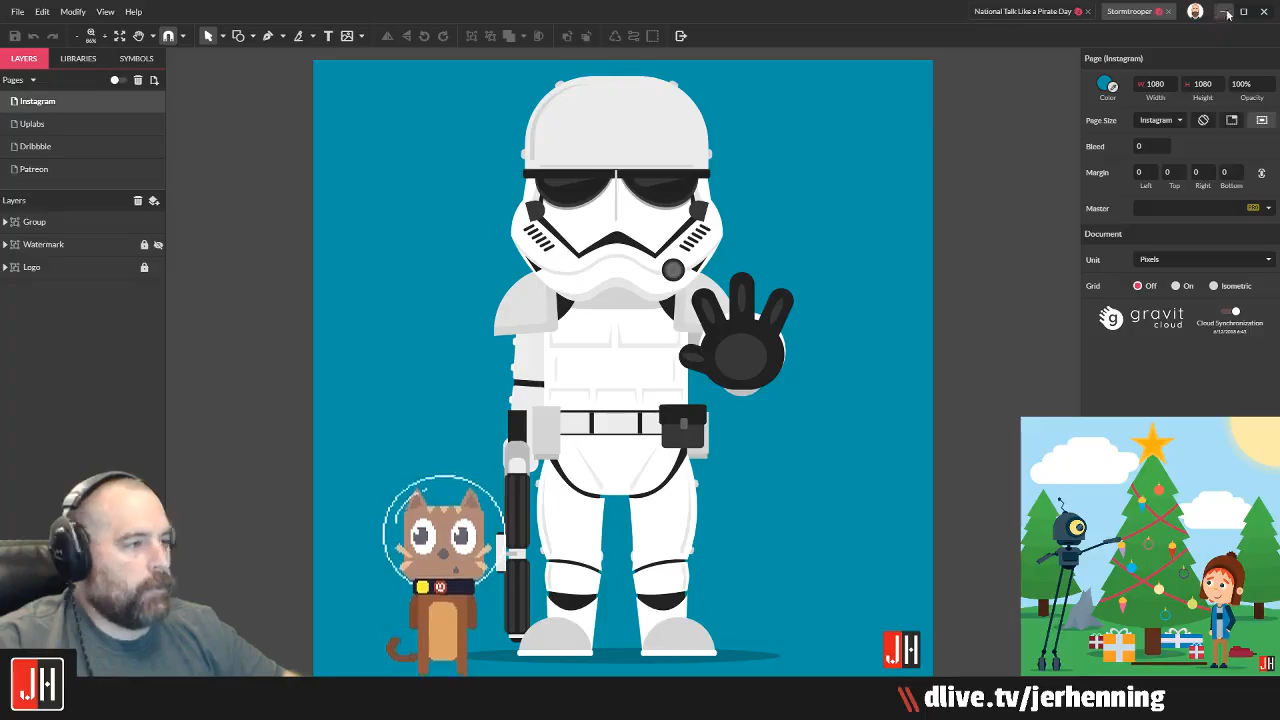 File Edit Modify View Help
National Talk Like a Pirate Day
Stormtrooper
86%
LAYERS LIBRARIES SYMBOLS
Pages
Instagram
Uplabs
Dribbble
Patreon
Layers
Group
Watermark
Logo
Page (Instagram)
W 1080 H 1080 100%
Color Width Height Opacity
Page Size Instagram
Bleed 0
Margin 0 0 0 0
Left Top Right Bottom
Master PRO
Document
Unit Pixels
Grid Off On Isometric
gravit cloud
Cloud Synchronization
JH
JH
JH
dlive.tv/jerhenning